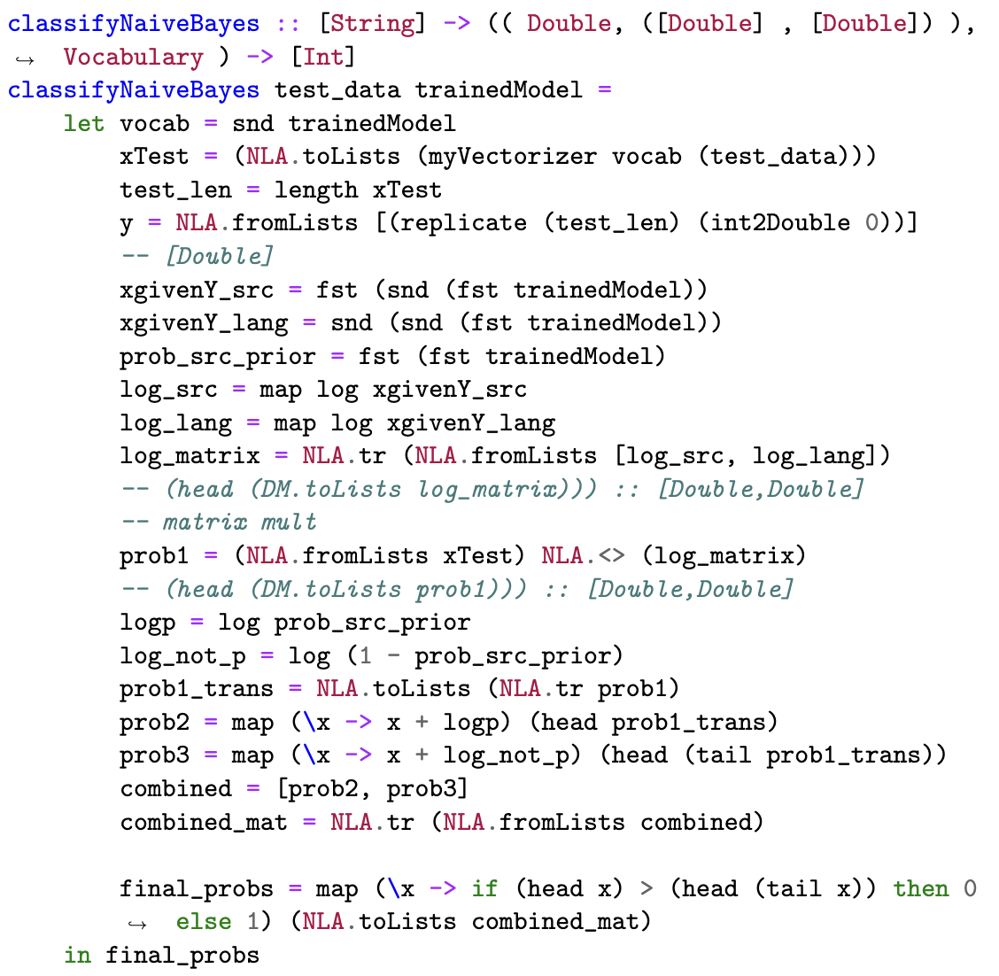 classifyNaiveBayes :: [String] -> (( Double, ([Double] , [Double]) ),
↪ Vocabulary ) -> [Int]
classifyNaiveBayes test_data trainedModel =
    let vocab = snd trainedModel
        xTest = (NLA.toLists (myVectorizer vocab (test_data)))
        test_len = length xTest
        y = NLA.fromLists [(replicate (test_len) (int2Double 0))]
        -- [Double]
        xgivenY_src = fst (snd (fst trainedModel))
        xgivenY_lang = snd (snd (fst trainedModel))
        prob_src_prior = fst (fst trainedModel)
        log_src = map log xgivenY_src
        log_lang = map log xgivenY_lang
        log_matrix = NLA.tr (NLA.fromLists [log_src, log_lang])
        -- (head (DM.toLists log_matrix))) :: [Double,Double]
        -- matrix mult
        prob1 = (NLA.fromLists xTest) NLA.<> (log_matrix)
        -- (head (DM.toLists prob1))) :: [Double,Double]
        logp = log prob_src_prior
        log_not_p = log (1 - prob_src_prior)
        prob1_trans = NLA.toLists (NLA.tr prob1)
        prob2 = map (\x -> x + logp) (head prob1_trans)
        prob3 = map (\x -> x + log_not_p) (head (tail prob1_trans))
        combined = [prob2, prob3]
        combined_mat = NLA.tr (NLA.fromLists combined)

        final_probs = map (\x -> if (head x) > (head (tail x)) then 0
        ↪ else 1) (NLA.toLists combined_mat)
    in final_probs